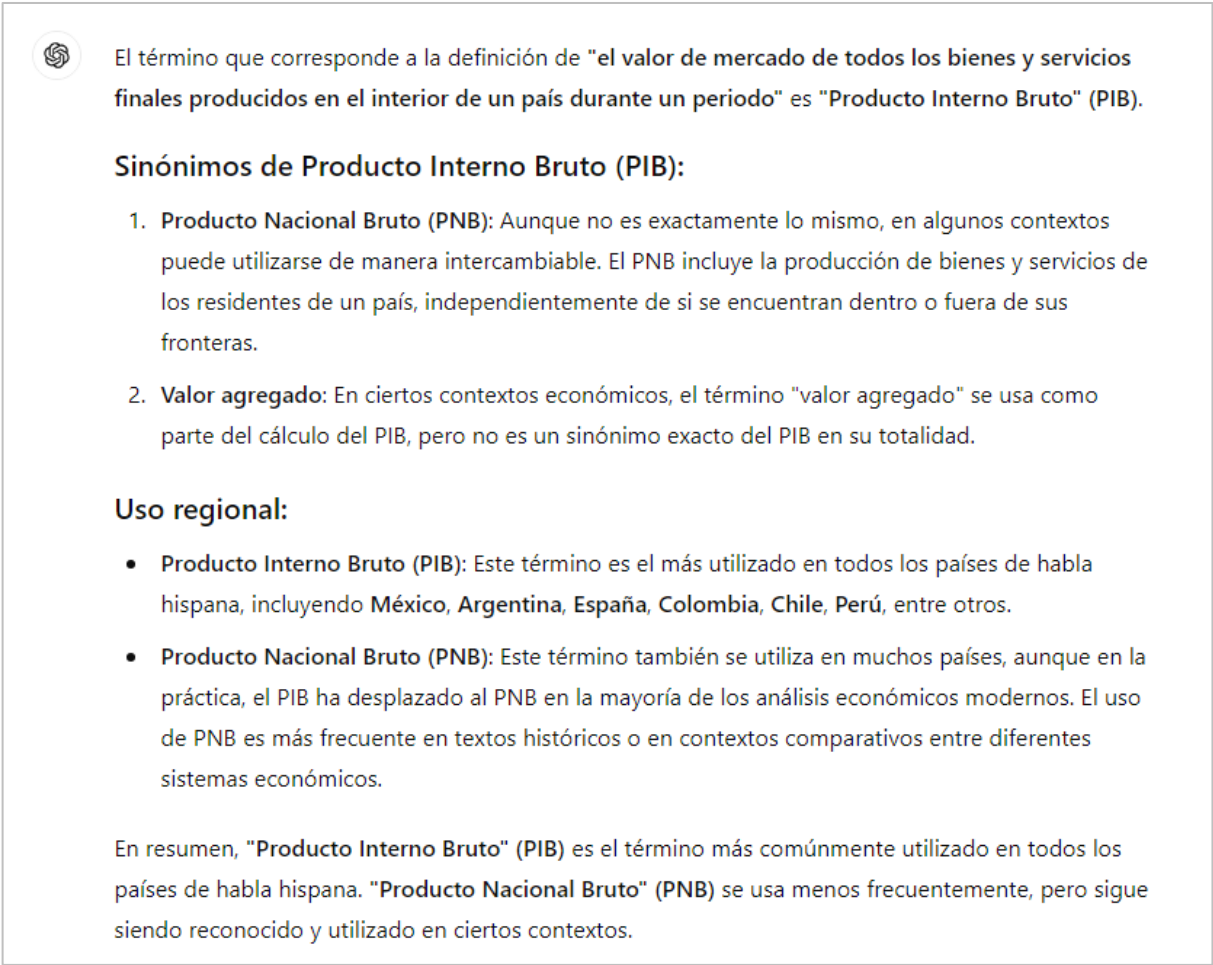 El término que corresponde a la definición de "el valor de mercado de todos los bienes y servicios
finales producidos en el interior de un país durante un periodo" es "Producto Interno Bruto" (PIB).
Sinónimos de Producto Interno Bruto (PIB):
1. Producto Nacional Bruto (PNB): Aunque no es exactamente lo mismo, en algunos contextos
puede utilizarse de manera intercambiable. El PNB incluye la producción de bienes y servicios de
los residentes de un país, independientemente de si se encuentran dentro o fuera de sus
fronteras.
2. Valor agregado: En ciertos contextos económicos, el término "valor agregado" se usa como
parte del cálculo del PIB, pero no es un sinónimo exacto del PIB en su totalidad.
Uso regional:
• Producto Interno Bruto (PIB): Este término es el más utilizado en todos los países de habla
hispana, incluyendo México, Argentina, España, Colombia, Chile, Perú, entre otros.
• Producto Nacional Bruto (PNB): Este término también se utiliza en muchos países, aunque en la
práctica, el PIB ha desplazado al PNB en la mayoría de los análisis económicos modernos. El uso
de PNB es más frecuente en textos históricos o en contextos comparativos entre diferentes
sistemas económicos.
En resumen, "Producto Interno Bruto" (PIB) es el término más comúnmente utilizado en todos los
países de habla hispana. "Producto Nacional Bruto" (PNB) se usa menos frecuentemente, pero sigue
siendo reconocido y utilizado en ciertos contextos.